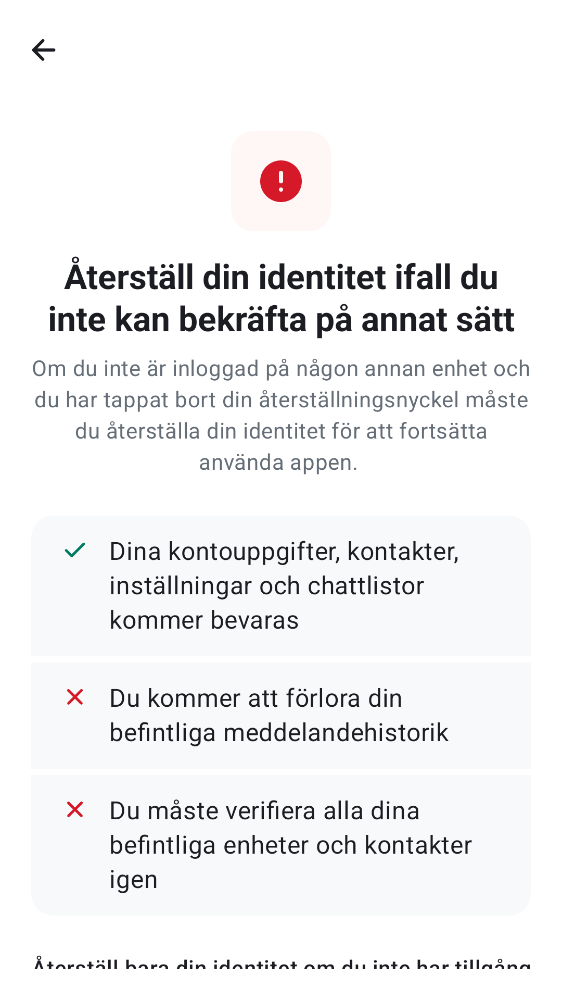 Återställ din identitet ifall du
inte kan bekräfta på annat sätt
Om du inte är inloggad på någon annan enhet och
du har tappat bort din återställningsnyckel måste
du återställa din identitet för att fortsätta
använda appen.
Dina kontouppgifter, kontakter,
inställningar och chattlistor
kommer bevaras
Du kommer att förlora din
befintliga meddelandehistorik
Du måste verifiera alla dina
befintliga enheter och kontakter
igen
Återställ bara din identitet om du inte har tillgång